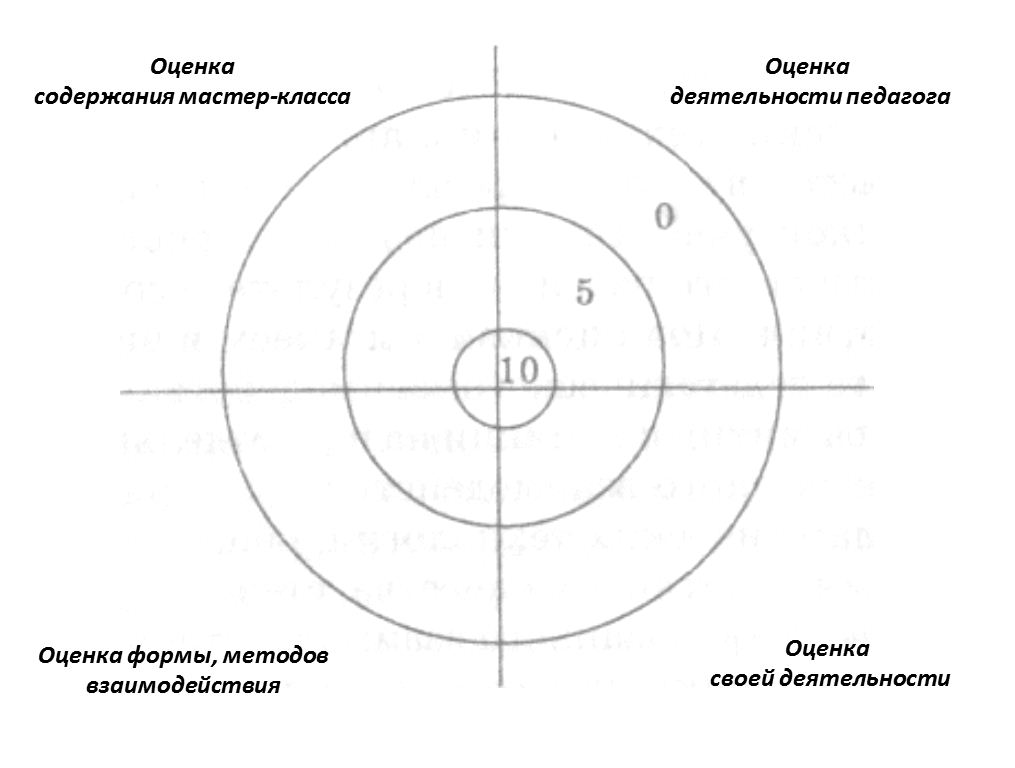 Оценка
содержания мастер-класса
Оценка
деятельности педагога
0
5
10
Оценка формы, методов
взаимодействия
Оценка
своей деятельности